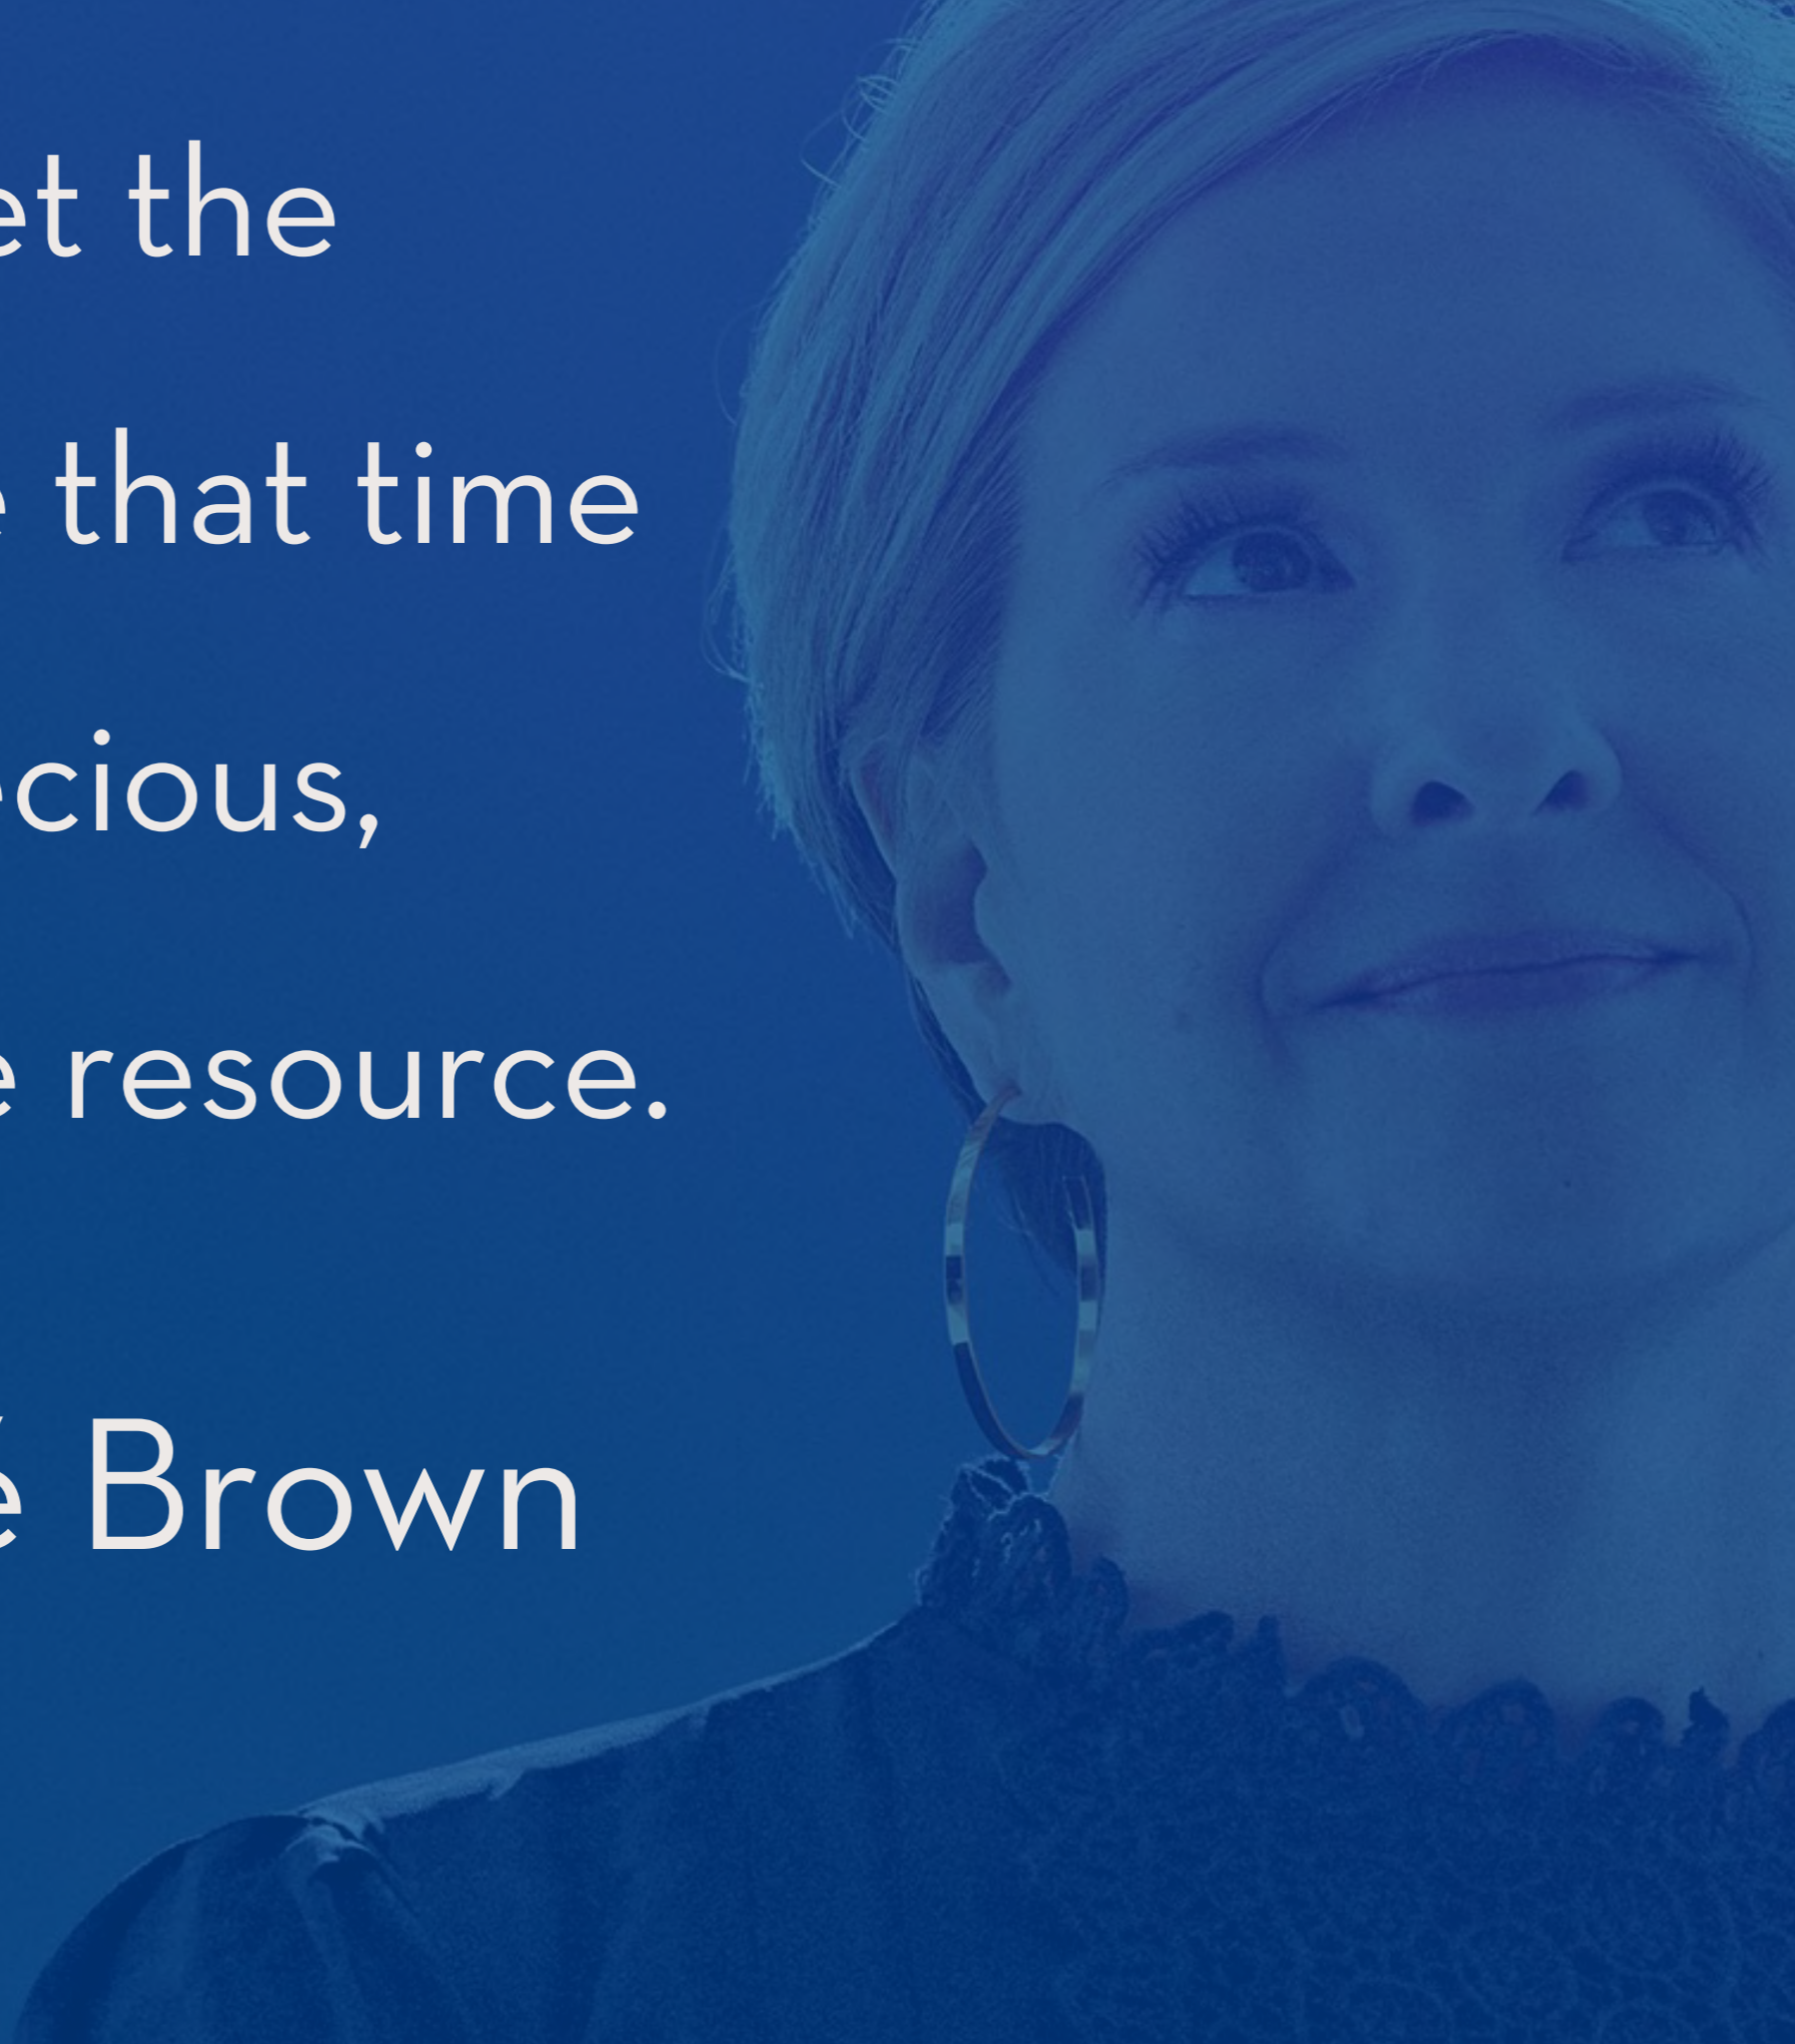 et the
e that time
ecious,
e resource.
é Brown